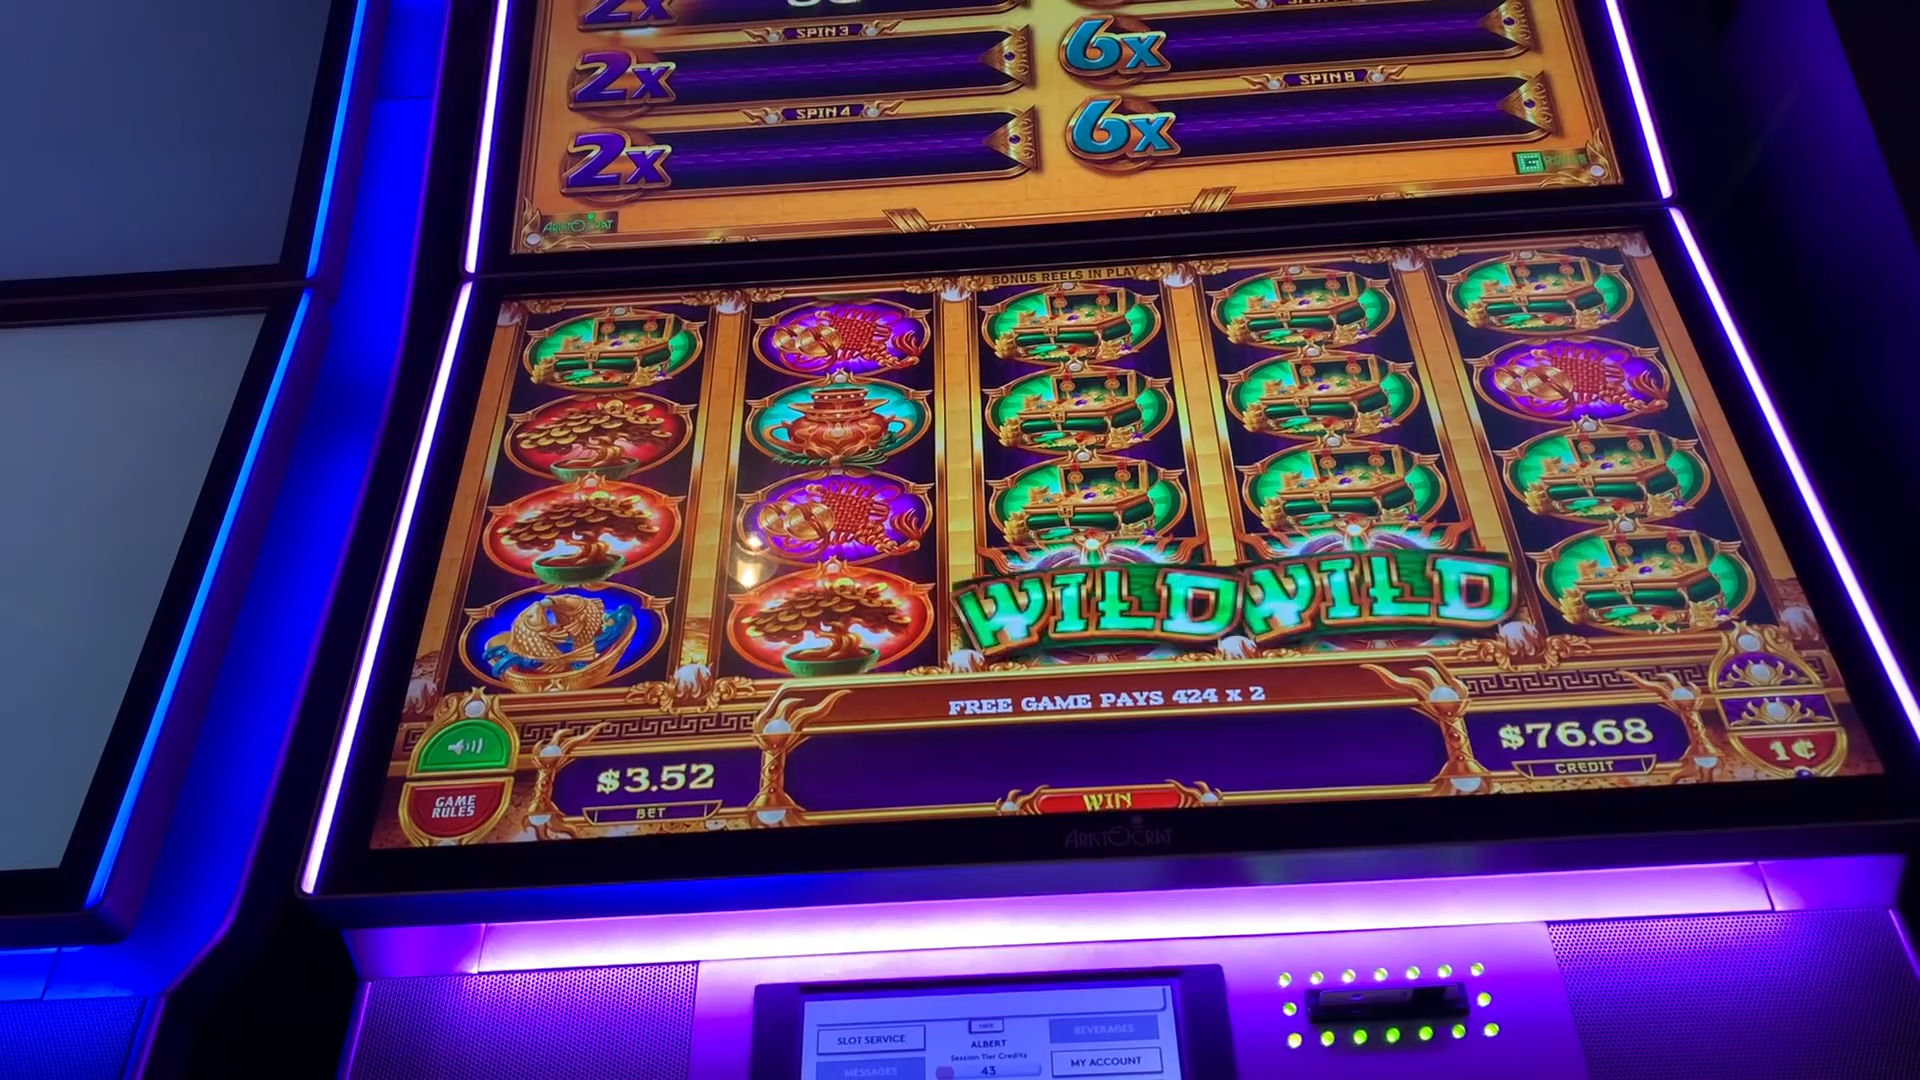 2x
SPIN 3
2x
6x
SPIN 4
2x
SPIN 8
6x
ARISTOCRAT
BONUS REELS IN PLAY
WILD WILD
FREE GAME PAYS 424 x 2
GAME
RULES
$3.52
BET
WIN
$76.68
CREDIT
1¢
ARISTOCRAT
SLOT SERVICE
MESSAGES
ALBERT
Session Tier Credits
43
BEVERAGES
MY ACCOUNT